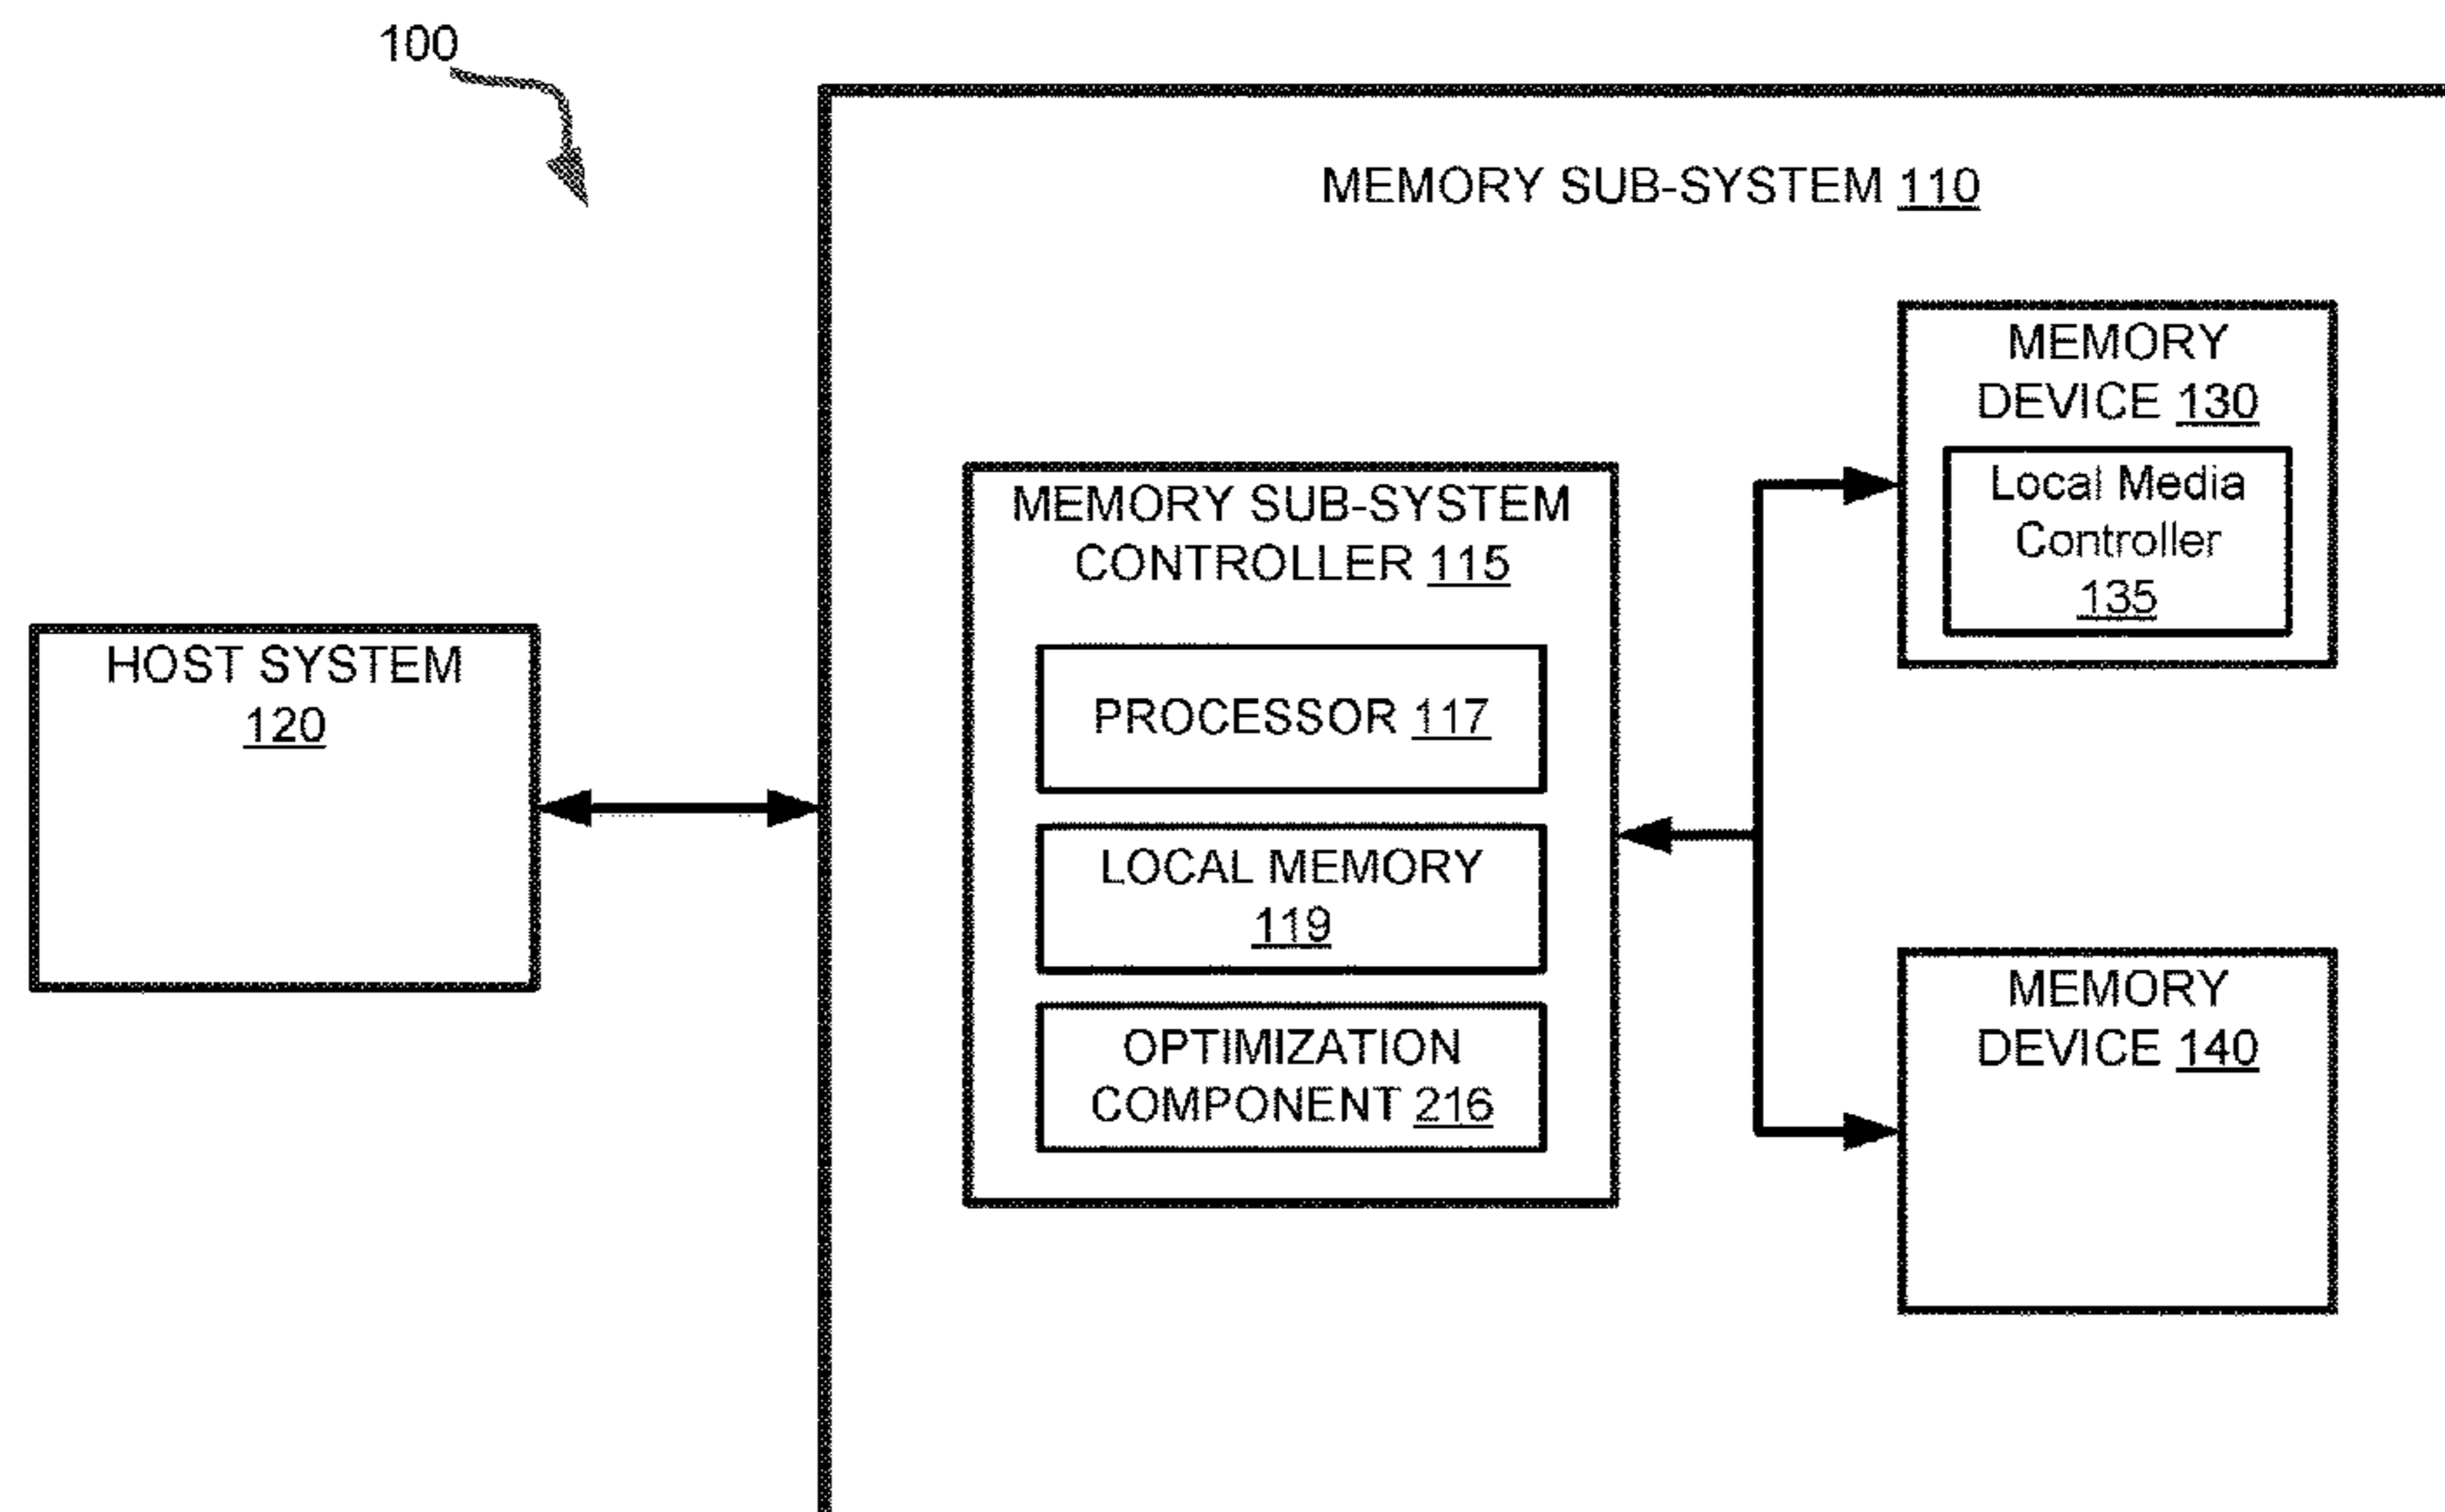 100
MEMORY SUB-SYSTEM 110
MEMORY
DEVICE 130
Local Media
Controller
135
MEMORY SUB-SYSTEM
CONTROLLER 115
PROCESSOR 117
LOCAL MEMORY
119
OPTIMIZATION
COMPONENT 216
HOST SYSTEM
120
MEMORY
DEVICE 140